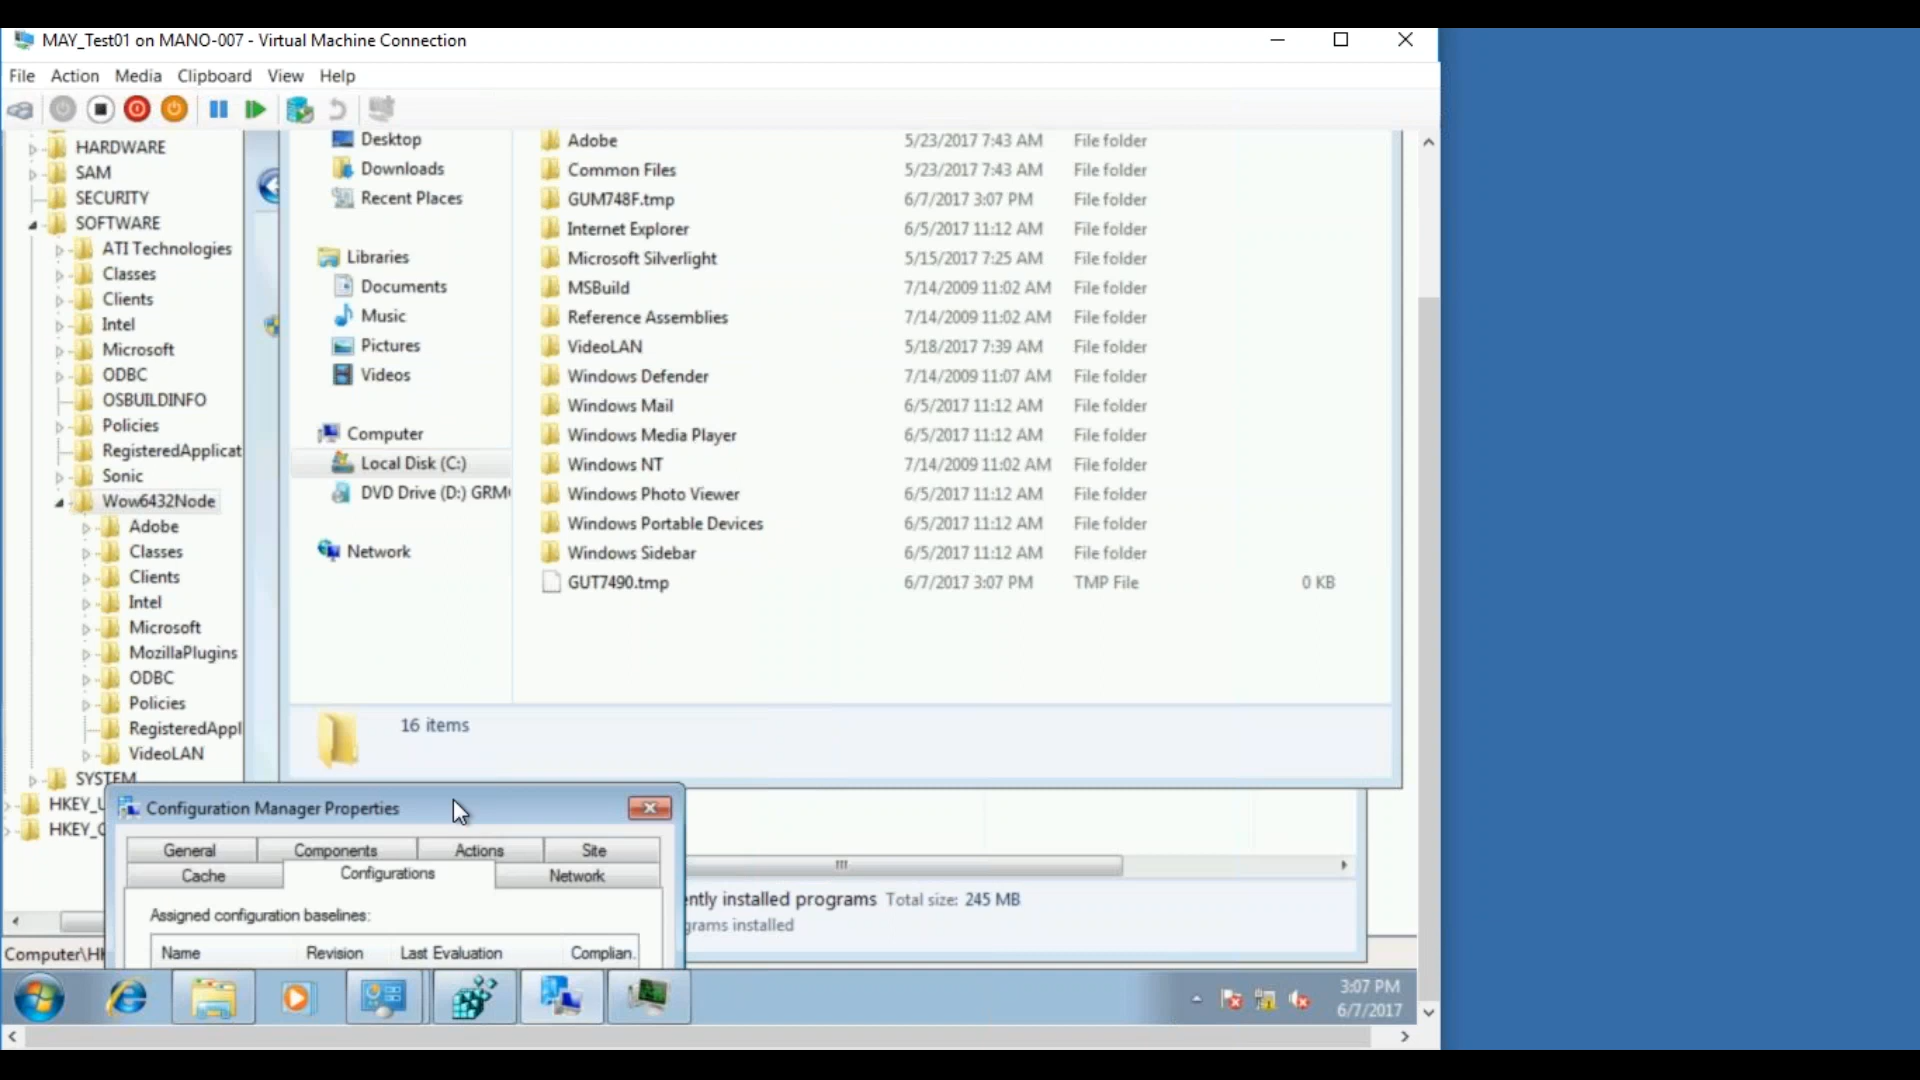 MAY_Test01 on MANO-007 - Virtual Machine Connection
File Action Media Clipboard View Help
HARDWARE
SAM
SECURITY
SOFTWARE
ATI Technologies
Classes
Clients
Intel
Microsoft
ODBC
OSBUILDINFO
Policies
RegisteredApplicat
Sonic
Wow6432Node
Adobe
Classes
Clients
Intel
Microsoft
MozillaPlugins
ODBC
Policies
RegisteredAppl
VideoLAN
SYSTEM
HKEY_U
HKEY_C
Computer\H
Desktop
Downloads
Recent Places
Libraries
Documents
Music
Pictures
Videos
Computer
Local Disk (C:)
DVD Drive (D:) GRM
Network
Adobe 5/23/2017 7:43 AM File folder
Common Files 5/23/2017 7:43 AM File folder
GUM748F.tmp 6/7/2017 3:07 PM File folder
Internet Explorer 6/5/2017 11:12 AM File folder
Microsoft Silverlight 5/15/2017 7:25 AM File folder
MSBuild 7/14/2009 11:02 AM File folder
Reference Assemblies 7/14/2009 11:02 AM File folder
VideoLAN 5/18/2017 7:39 AM File folder
Windows Defender 7/14/2009 11:07 AM File folder
Windows Mail 6/5/2017 11:12 AM File folder
Windows Media Player 6/5/2017 11:12 AM File folder
Windows NT 7/14/2009 11:02 AM File folder
Windows Photo Viewer 6/5/2017 11:12 AM File folder
Windows Portable Devices 6/5/2017 11:12 AM File folder
Windows Sidebar 6/5/2017 11:12 AM File folder
GUT7490.tmp 6/7/2017 3:07 PM TMP File 0 KB
16 items
Configuration Manager Properties
General Components Actions Site
Cache Configurations Network
Assigned configuration baselines:
Name Revision Last Evaluation Complian.
ently installed programs Total size: 245 MB
grams installed
3:07 PM
6/7/2017